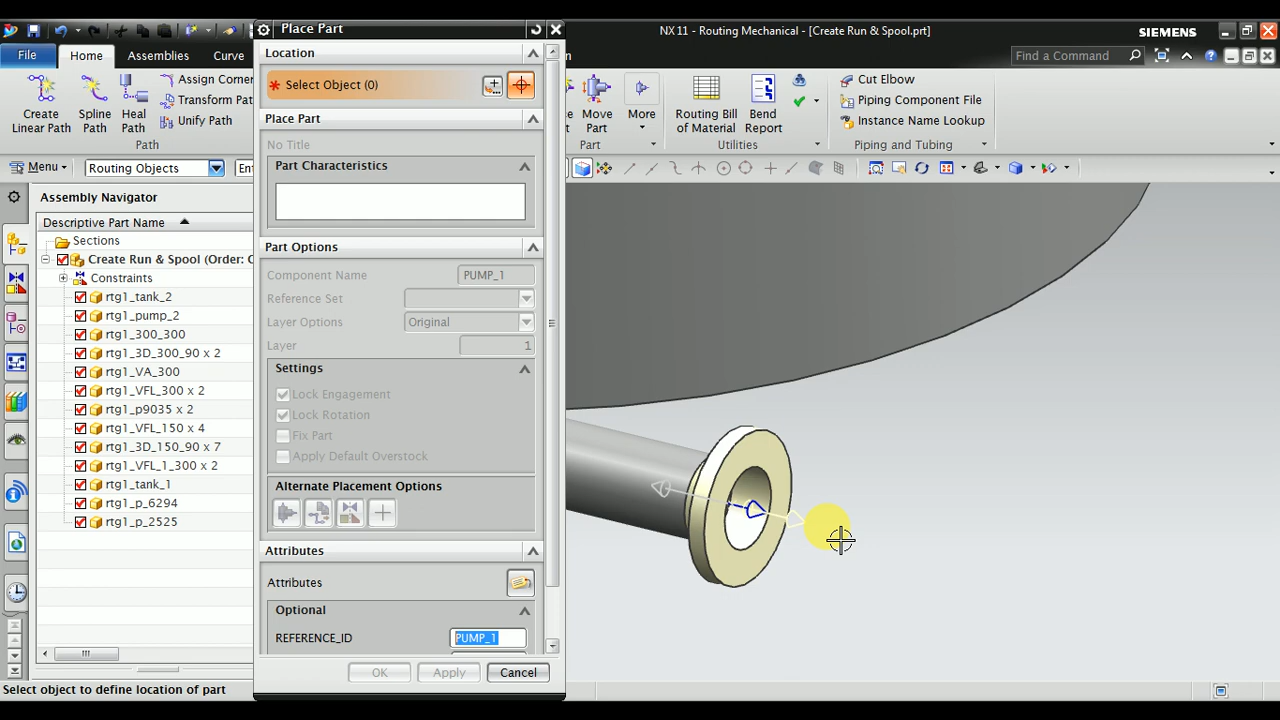 Place Part
NX 11 - Routing Mechanical - [Create Run & Spool.prt]
SIEMENS
File
Home
Assemblies
Curve
Find a Command
Create
Linear Path
Spline
Path
Heal
Path
Assign Corner
Transform Pat
Unify Path
Path
Move
Part
More
Part
Routing Bill
of Material
Bend
Report
Utilities
Cut Elbow
Piping Component File
Instance Name Lookup
Piping and Tubing
Menu
Routing Objects
Assembly Navigator
Descriptive Part Name
Sections
Create Run & Spool (Order: C
Constraints
rtg1_tank_2
rtg1_pump_2
rtg1_300_300
rtg1_3D_300_90 x 2
rtg1_VA_300
rtg1_VFL_300 x 2
rtg1_p9035 x 2
rtg1_VFL_150 x 4
rtg1_3D_150_90 x 7
rtg1_VFL_1_300 x 2
rtg1_tank_1
rtg1_p_6294
rtg1_p_2525
Location
* Select Object (0)
Place Part
No Title
Part Characteristics
Part Options
Component Name
PUMP_1
Reference Set
Layer Options
Original
Layer
1
Settings
Lock Engagement
Lock Rotation
Fix Part
Apply Default Overstock
Alternate Placement Options
Attributes
Attributes
Optional
REFERENCE_ID
PUMP_1
OK
Apply
Cancel
Select object to define location of part